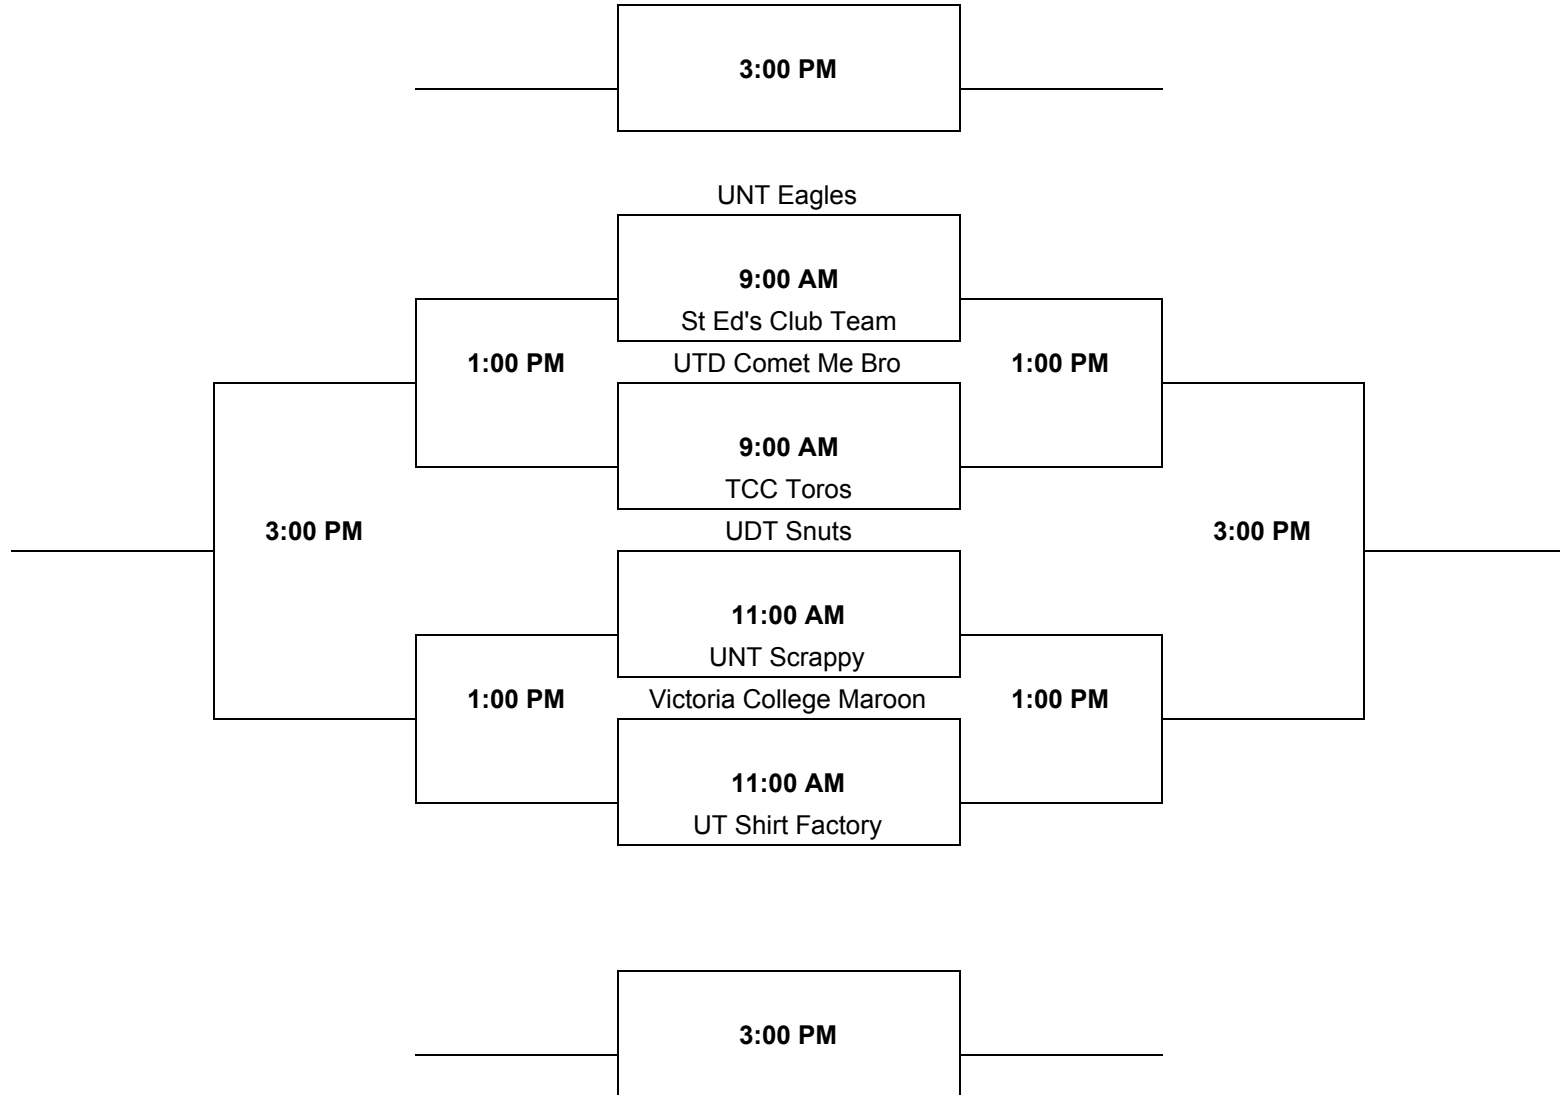 3:00 PM
UNT Eagles
9:00 AM
St Ed's Club Team
1:00 PM
UTD Comet Me Bro
1:00 PM
9:00 AM
TCC Toros
3:00 PM
UDT Snuts
3:00 PM
11:00 AM
UNT Scrappy
1:00 PM
Victoria College Maroon
1:00 PM
11:00 AM
UT Shirt Factory
3:00 PM